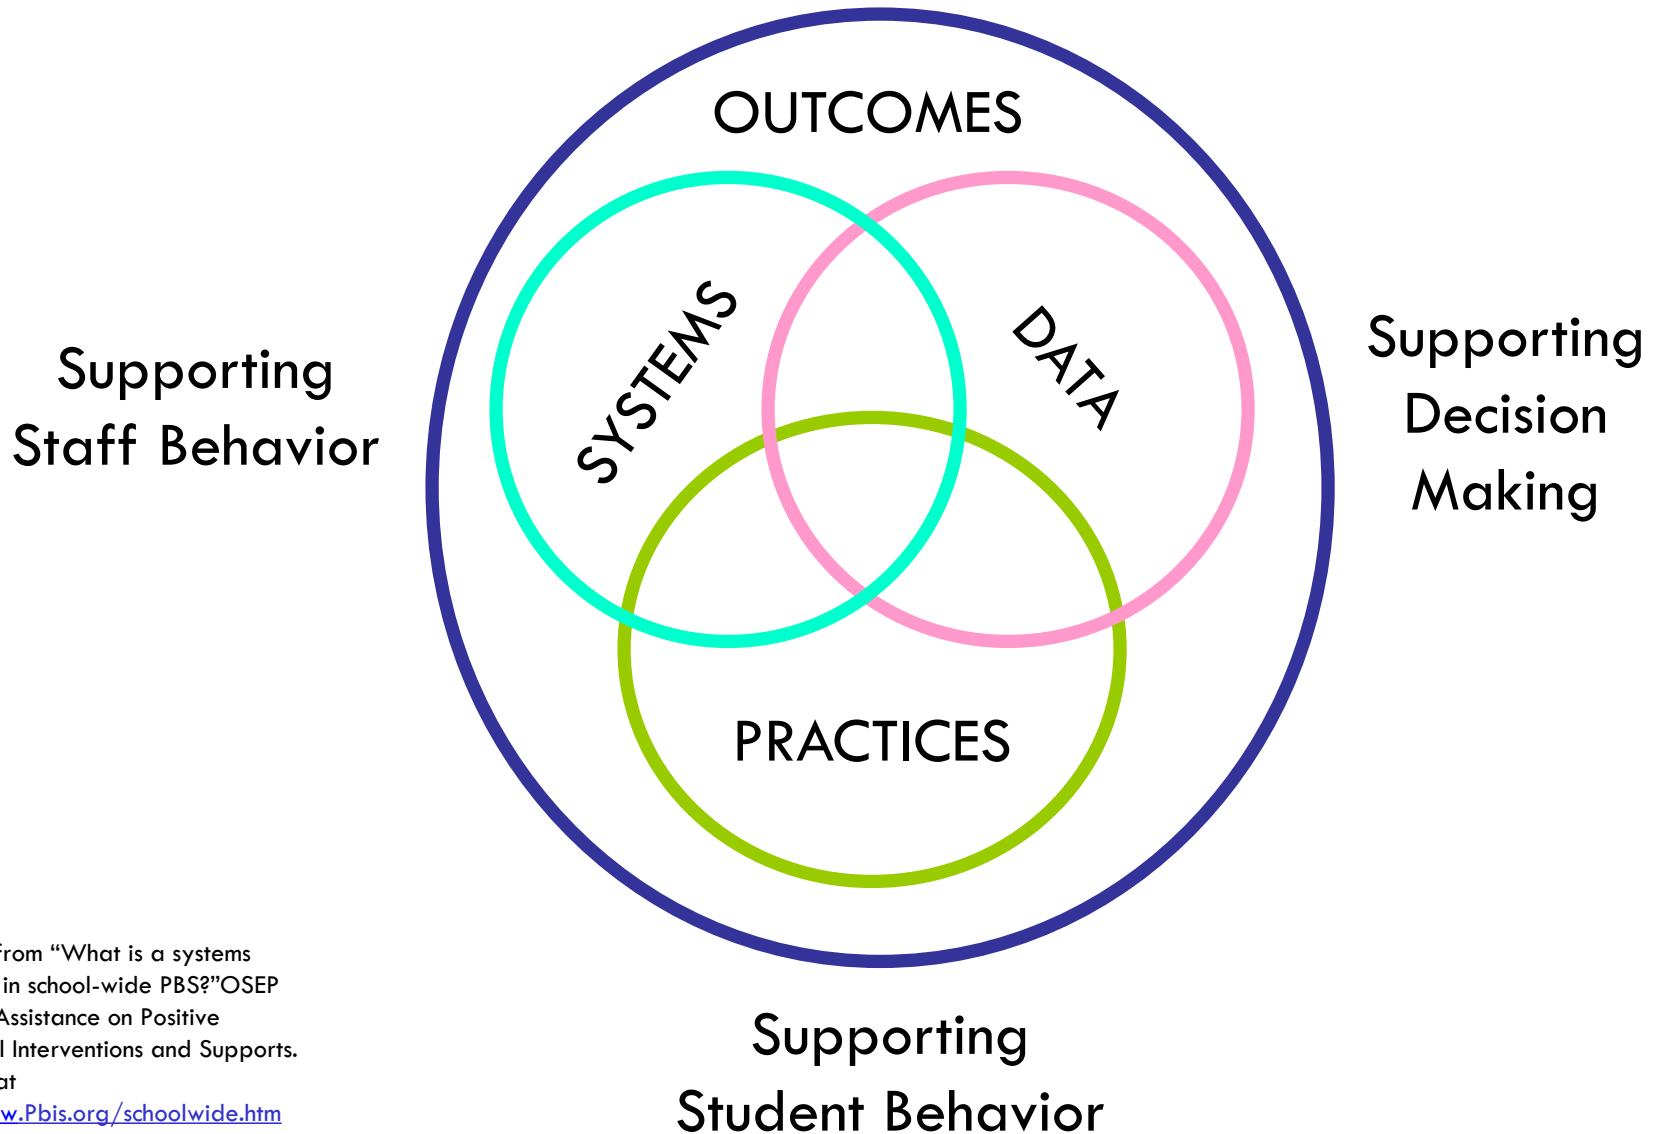 OUTCOMES
SYSTEMS
DATA
Supporting
Staff Behavior
Supporting
Decision
Making
PRACTICES
from “What is a systems
in school-wide PBS?”OSEP
Assistance on Positive
l Interventions and Supports.
at
w.Pbis.org/schoolwide.htm
Supporting
Student Behavior